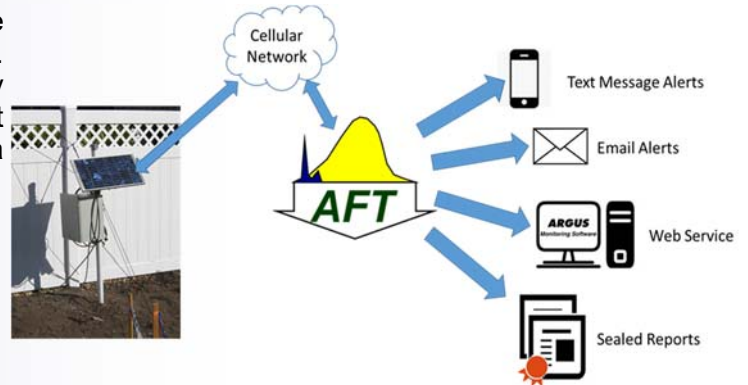 Cellular
Network
Text Message Alerts
Email Alerts
AFT
ARGUS
Monitoring Software
Web Service
Sealed Reports